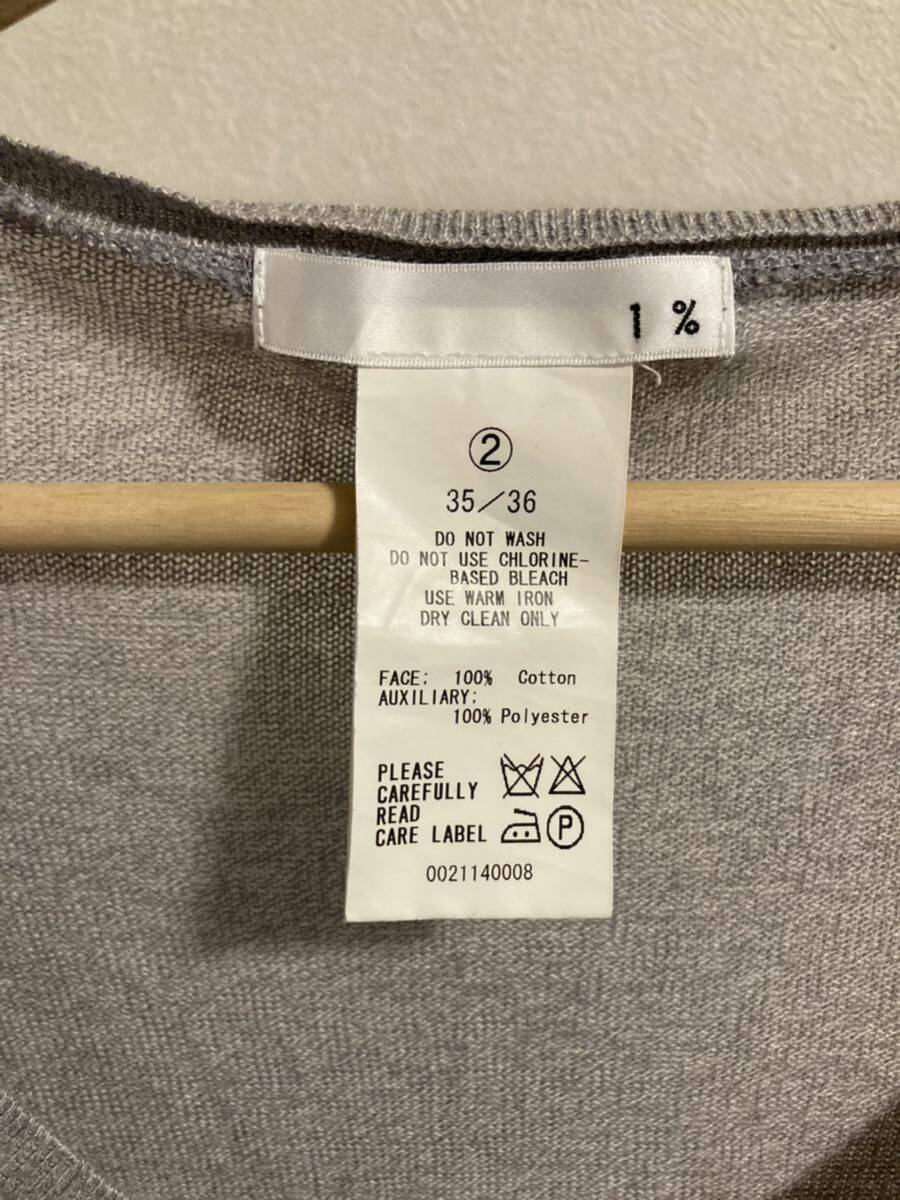 1 %
②
35／36
DO NOT WASH
DO NOT USE CHLORINE-
BASED BLEACH
USE WARM IRON
DRY CLEAN ONLY
FACE: 100% Cotton
AUXILIARY:
100% Polyester
PLEASE
CAREFULLY
READ
CARE LABEL
P
0021140008